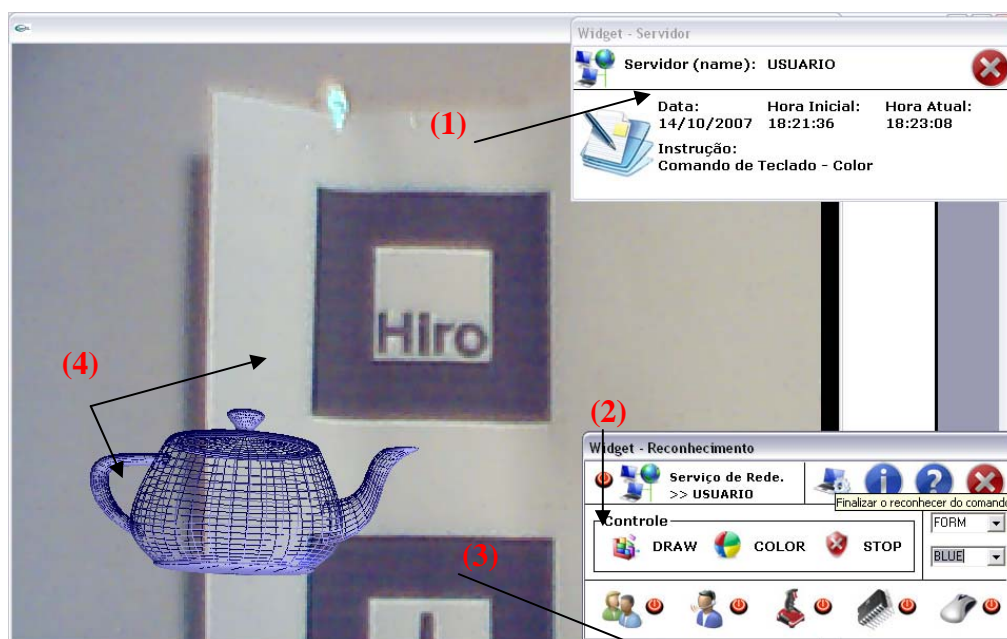 Widget - Servidor
Servidor (name): USUARIO
(1)
Data: Hora Inicial: Hora Atual:
14/10/2007 18:21:36 18:23:08
Instrução:
Comando de Teclado - Color
Hiro
(4)
(2)
Widget - Reconhecimento
Serviço de Rede.
>> USUARIO
Finalizar o reconhecer do comando
Controle
FORM
DRAW COLOR STOP
BLUE
(3)